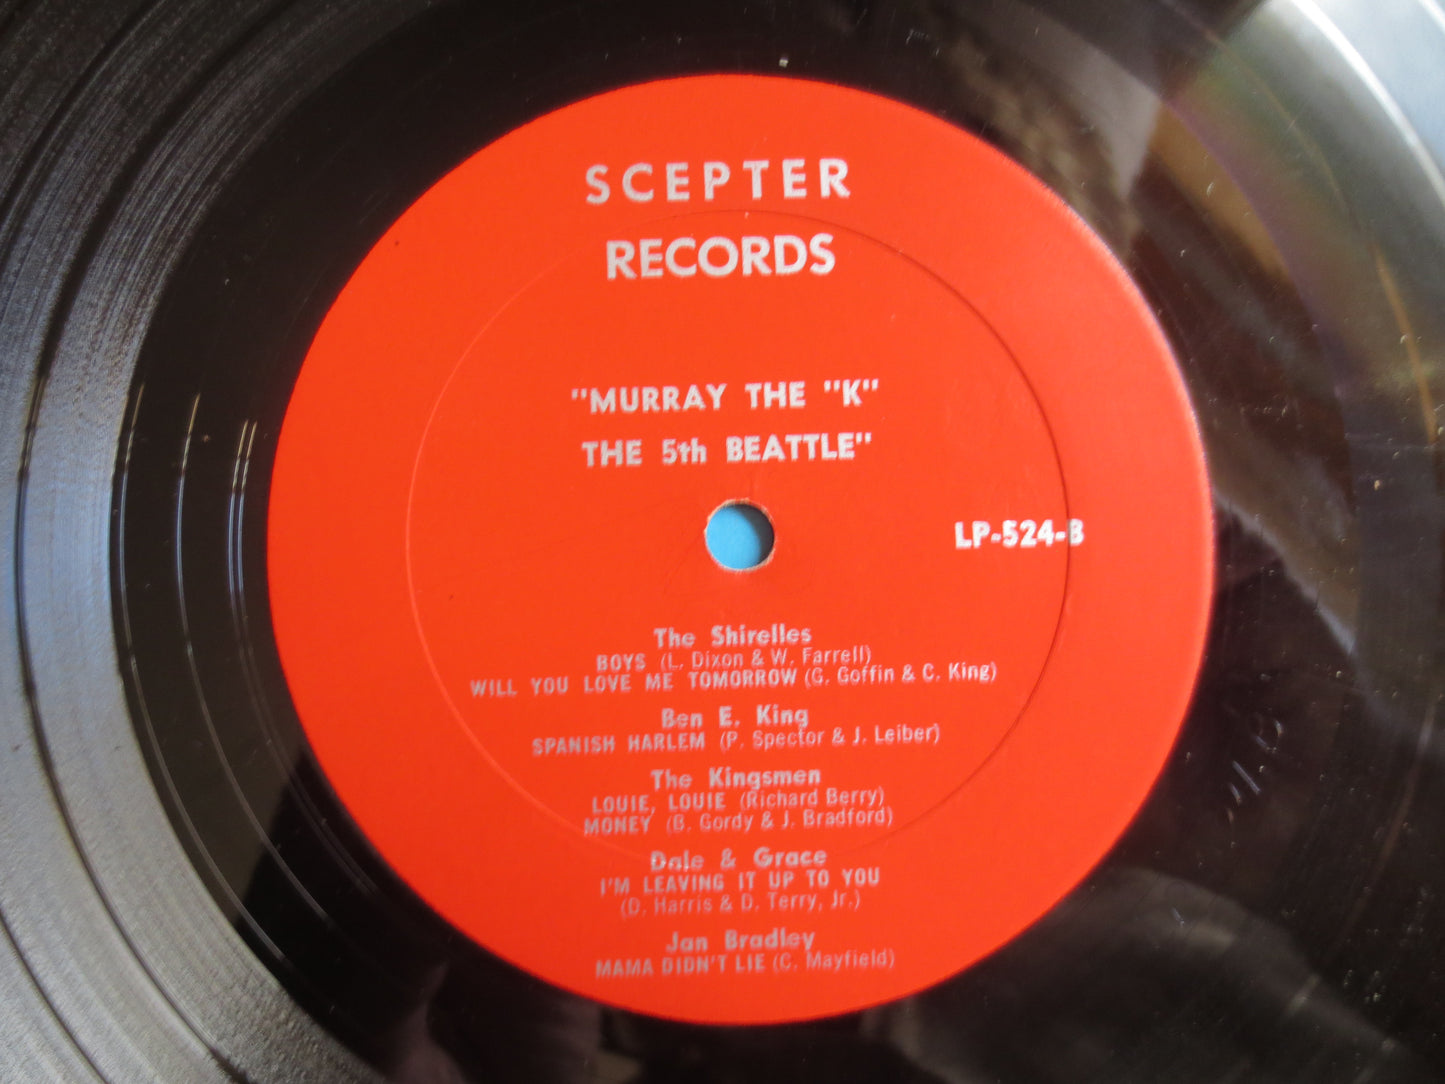 SCEPTER
RECORDS
"MURRAY THE "K"
THE 5th BEATTLE"
LP-524-B
The Shirelles
BOYS (L. Dixon & W. Farrell)
WILL YOU LOVE ME TOMORROW (G. Goffin & C. King)
Ben E. King
SPANISH HARLEM (P. Spector & J. Leiber)
The Kingsmen
LOUIE, LOUIE (Richard Berry)
MONEY (B. Gordy & J. Bradford)
Dale & Grace
I'M LEAVING IT UP TO YOU
(D. Harris & D. Terry, Jr.)
Jan Bradley
MAMA DIDN'T LIE (C. Mayfield)